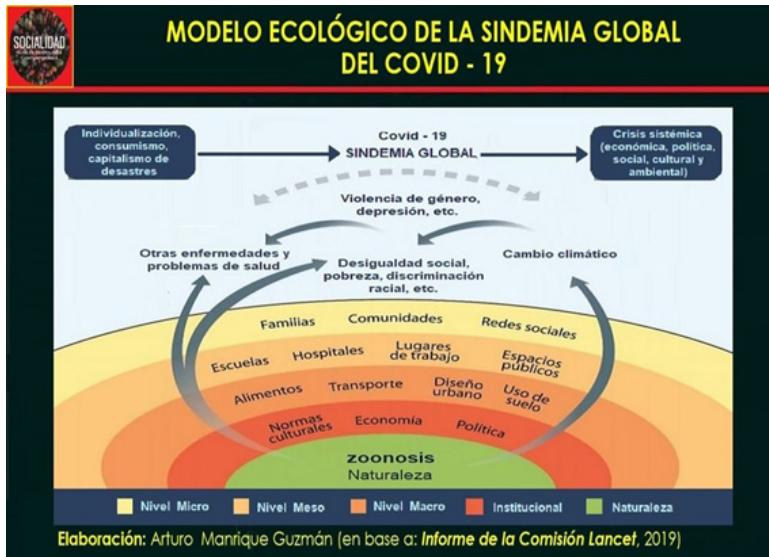 SOCIALIDAD
MODELO ECOLÓGICO DE LA SINDEMIA GLOBAL
DEL COVID - 19
Individualización,
consumismo,
capitalismo de
desastres
Covid - 19
SINDEMIA GLOBAL
Crisis sistémica
(económica, política,
social, cultural y
ambiental)
Violencia de género,
depresión, etc.
Otras enfermedades y
problemas de salud
Desigualdad social,
pobreza, discriminación
racial, etc.
Cambio climático
Familias
Comunidades
Redes sociales
Escuelas
Hospitales
Lugares
de trabajo
Espacios
públicos
Alimentos
Transporte
Diseño
urbano
Uso de
suelo
Normas
culturales
Economía
Política
zoonosis
Naturaleza
Nivel Micro
Nivel Meso
Nivel Macro
Institucional
Naturaleza
Elaboración: Arturo Manrique Guzmán (en base a: Informe de la Comisión Lancet, 2019)